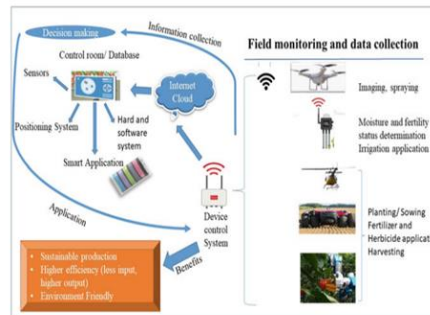 Decision making
Information collection
Control room/ Database
Sensors
Internet
Cloud
Positioning System
Hard and
software
system
Smart Application
Application
Device
control
System
Benefits
• Sustainable production
• Higher efficiency (less input,
higher output)
• Environment Friendly
Field monitoring and data collection
Imaging, spraying
Moisture and fertility
status determination
Irrigation application
Planting/ Sowing
Fertilizer and
Herbicide applicat
Harvesting